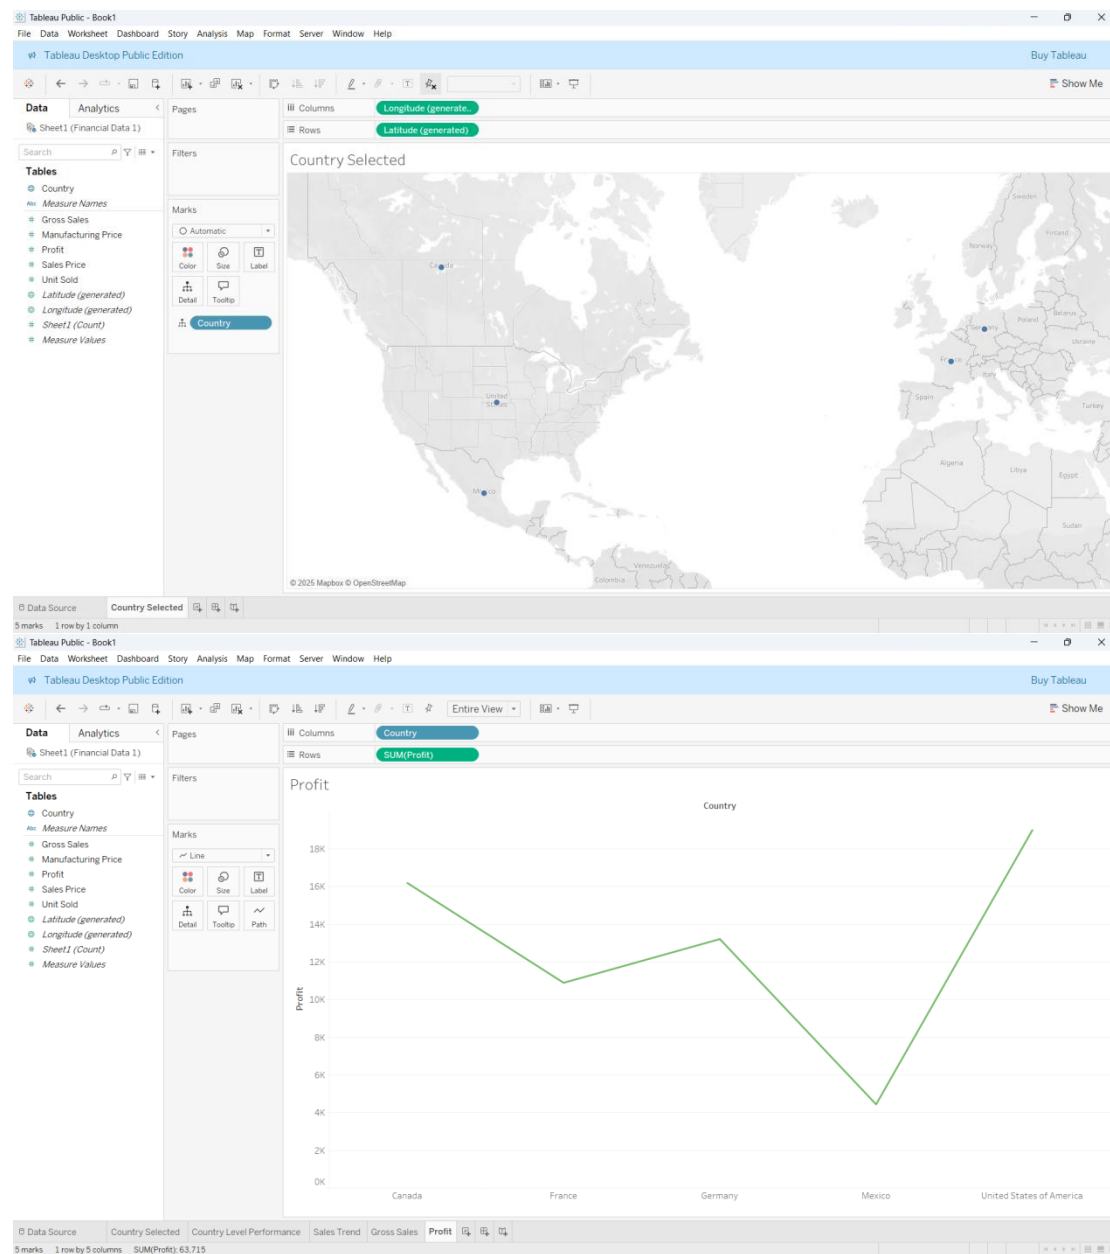 Tableau Public - Book1
File Data Worksheet Dashboard Story Analysis Map Format Server Window Help
Tableau Desktop Public Edition
Buy Tableau
Show Me
Data
Analytics
Pages
Columns
Longitude (generate..
Sheet1 (Financial Data 1)
Rows
Latitude (generated)
Search
Filters
Country Selected
Tables
Country
Abc Measure Names
Gross Sales
Manufacturing Price
Profit
Sales Price
Unit Sold
Latitude (generated)
Longitude (generated)
Sheet1 (Count)
Measure Values
Marks
Automatic
Color
Size
Label
Detail
Tooltip
Country
Sweden
Finland
Norway
Canada
Poland
Belarus
Germany
Ukraine
France
Italy
United States
Spain
Turkey
Algeria
Libya
Egypt
Mexico
Sudan
Venezuela
Colombia
© 2025 Mapbox © OpenStreetMap
Data Source
Country Selected
5 marks 1 row by 1 column
Tableau Public - Book1
File Data Worksheet Dashboard Story Analysis Map Format Server Window Help
Tableau Desktop Public Edition
Buy Tableau
Entire View
Show Me
Data
Analytics
Pages
Columns
Country
Sheet1 (Financial Data 1)
Rows
SUM(Profit)
Search
Filters
Profit
Tables
Country
Abc Measure Names
Gross Sales
Manufacturing Price
Profit
Sales Price
Unit Sold
Latitude (generated)
Longitude (generated)
Sheet1 (Count)
Measure Values
Marks
Line
Color
Size
Label
Detail
Tooltip
Path
Country
18K
16K
14K
12K
10K
8K
6K
4K
2K
0K
Profit
Canada
France
Germany
Mexico
United States of America
Data Source
Country Selected
Country Level Performance
Sales Trend
Gross Sales
Profit
5 marks 1 row by 5 columns SUM(Profit): 63,715